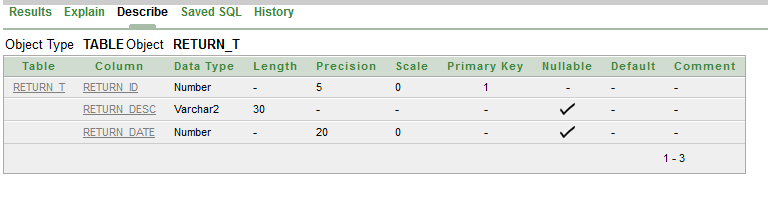 Results Explain Describe Saved SQL History
Object Type TABLE Object RETURN_T
Table Column Data Type Length Precision Scale Primary Key Nullable Default Comment
RETURN_T RETURN_ID Number - 5 0 1 - - -
RETURN_DESC Varchar2 30 - - - ✓ - -
RETURN_DATE Number - 20 0 - ✓ - -
1 - 3